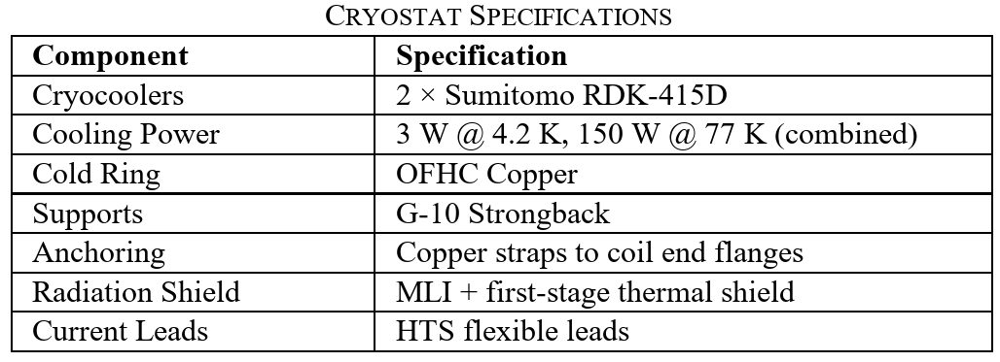 CRYOSTAT SPECIFICATIONS
Component Specification
Cryocoolers 2 × Sumitomo RDK-415D
Cooling Power 3 W @ 4.2 K, 150 W @ 77 K (combined)
Cold Ring OFHC Copper
Supports G-10 Strongback
Anchoring Copper straps to coil end flanges
Radiation Shield MLI + first-stage thermal shield
Current Leads HTS flexible leads